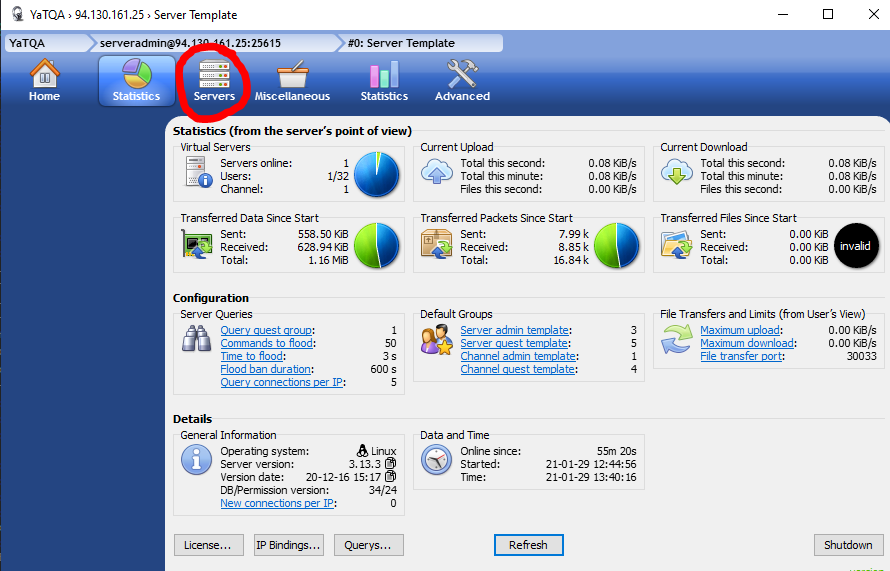 YaTQA › 94.130.161.25 › Server Template
YaTQA
serveradmin@94.130.161.25:25615
#0: Server Template
Home
Statistics
Servers
Miscellaneous
Statistics
Advanced
Statistics (from the server's point of view)
Virtual Servers
Servers online: 1
Users: 1/32
Channel: 1
Current Upload
Total this second: 0.08 KiB/s
Total this minute: 0.08 KiB/s
Files this second: 0.00 KiB/s
Current Download
Total this second: 0.08 KiB/s
Total this minute: 0.08 KiB/s
Files this second: 0.00 KiB/s
Transferred Data Since Start
Sent: 558.50 KiB
Received: 628.94 KiB
Total: 1.16 MiB
Transferred Packets Since Start
Sent: 7.99 k
Received: 8.85 k
Total: 16.84 k
Transferred Files Since Start
Sent: 0.00 KiB
Received: 0.00 KiB
Total: 0.00 KiB
invalid
Configuration
Server Queries
Query guest group: 1
Commands to flood: 50
Time to flood: 3 s
Flood ban duration: 600 s
Query connections per IP: 5
Default Groups
Server admin template: 3
Server guest template: 5
Channel admin template: 1
Channel guest template: 4
File Transfers and Limits (from User's View)
Maximum upload: 0.00 KiB/s
Maximum download: 0.00 KiB/s
File transfer port: 30033
Details
General Information
Operating system: Linux
Server version: 3.13.3
Version date: 20-12-16 15:17
DB/Permission version: 34/24
New connections per IP: 0
Data and Time
Online since: 55m 20s
Started: 21-01-29 12:44:56
Time: 21-01-29 13:40:16
License...
IP Bindings...
Querys...
Refresh
Shutdown